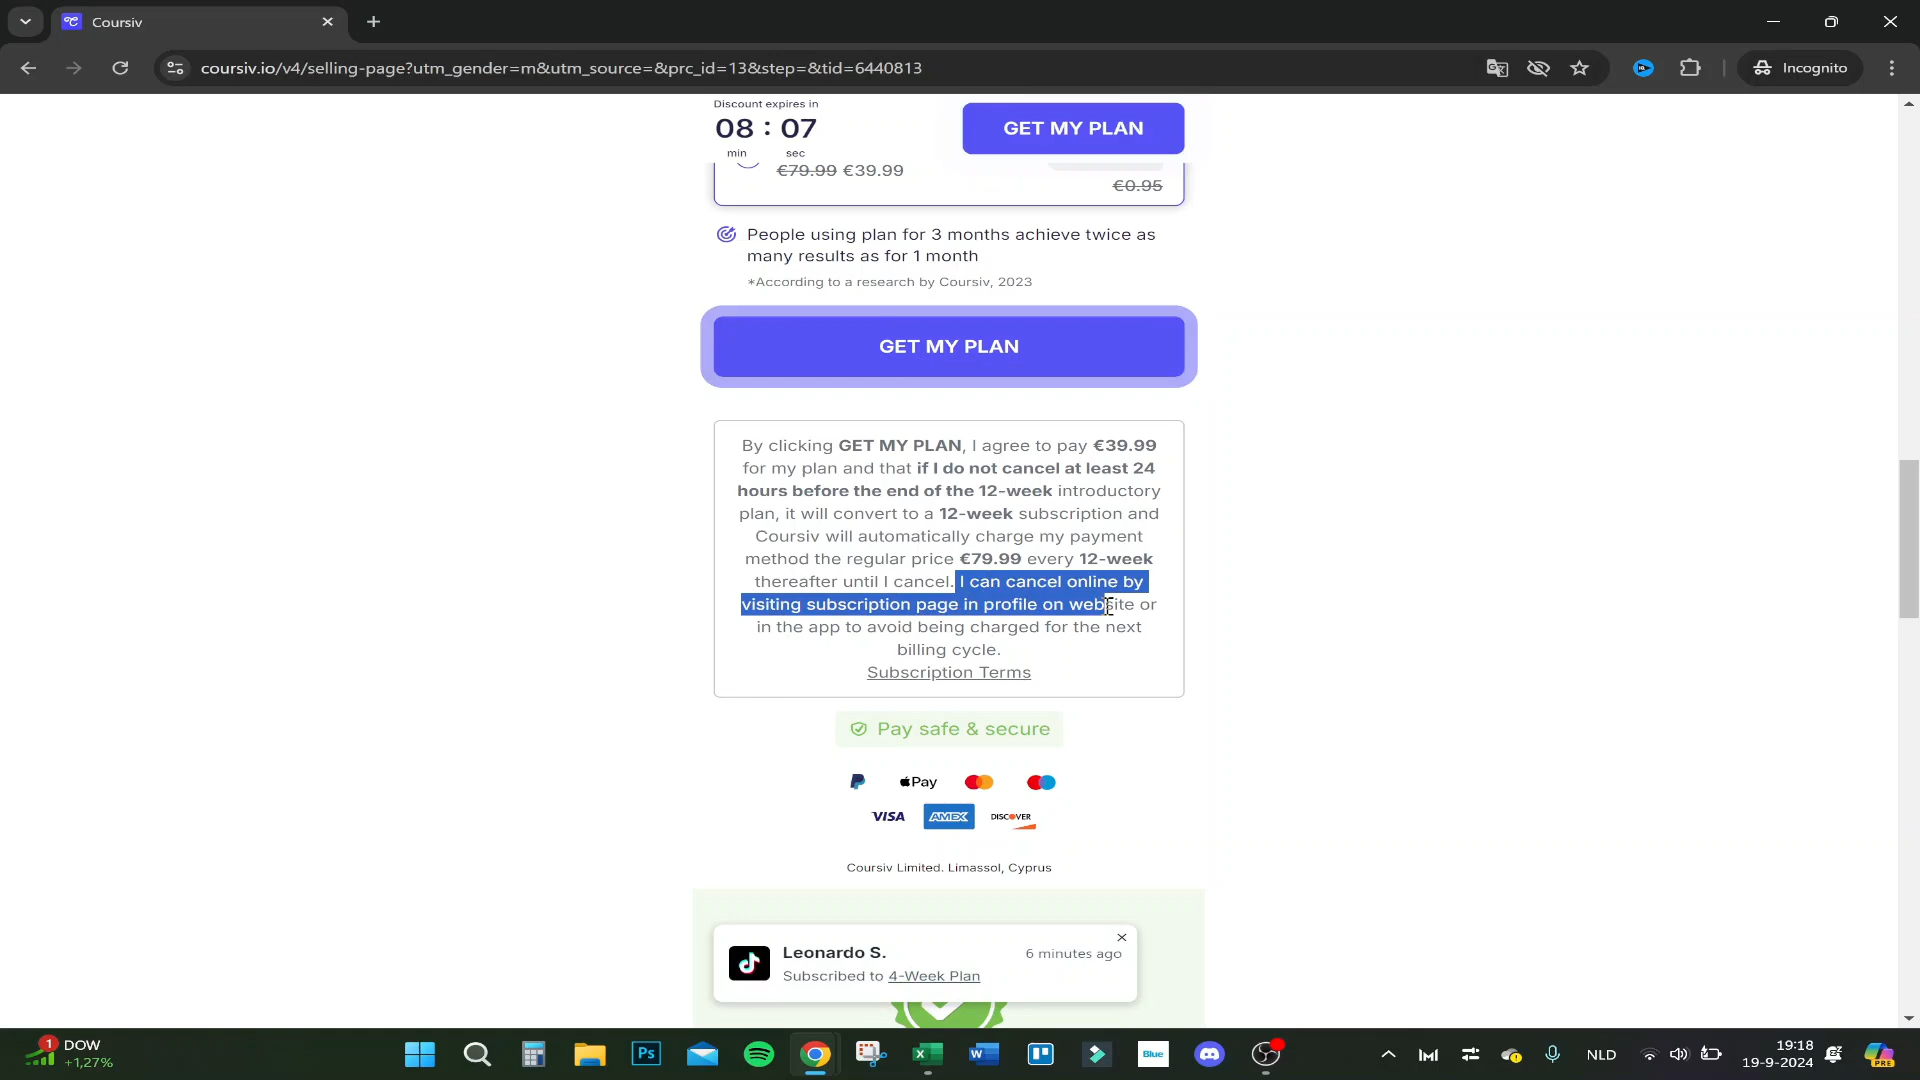 Coursiv
coursiv.io/v4/selling-page?utm_gender=m&utm_source=&prc_id=13&step=&tid=6440813
Incognito
Discount expires in
08 : 07
min sec
GET MY PLAN
€79.99 €39.99
€0.95
People using plan for 3 months achieve twice as
many results as for 1 month
*According to a research by Coursiv, 2023
GET MY PLAN
By clicking GET MY PLAN, I agree to pay €39.99
for my plan and that if I do not cancel at least 24
hours before the end of the 12-week introductory
plan, it will convert to a 12-week subscription and
Coursiv will automatically charge my payment
method the regular price €79.99 every 12-week
thereafter until I cancel. I can cancel online by
visiting subscription page in profile on website or
in the app to avoid being charged for the next
billing cycle.
Subscription Terms
Pay safe & secure
Pay
VISA AMEX DISCOVER
Coursiv Limited. Limassol, Cyprus
Leonardo S.
6 minutes ago
Subscribed to 4-Week Plan
1
DOW
+1,27%
Ps
Blue
NLD
19:18
19-9-2024
PRE